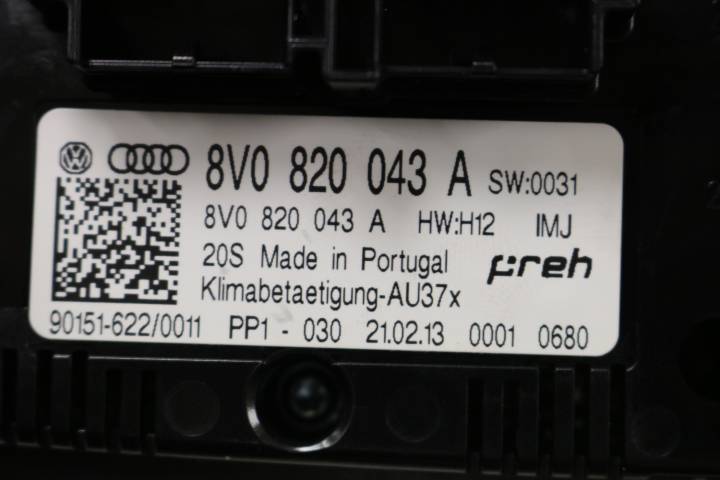 8V0 820 043 A SW:0031
8V0 820 043 A HW:H12 IMJ
20S Made in Portugal preh
Klimabetaetigung-AU37x
90151-622/0011 PP1 - 030 21.02.13 0001 0680